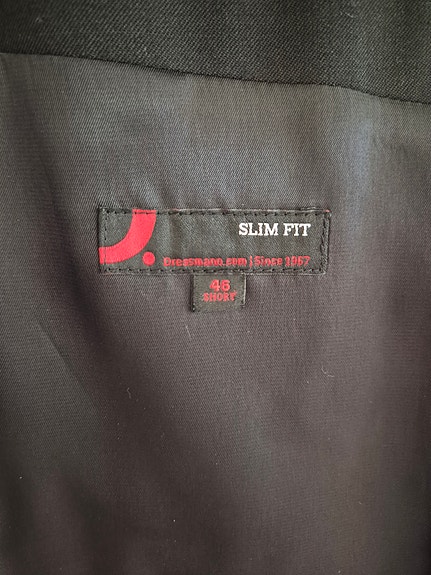 SLIM FIT
Dressmann.com | Since 1967
46
SHORT